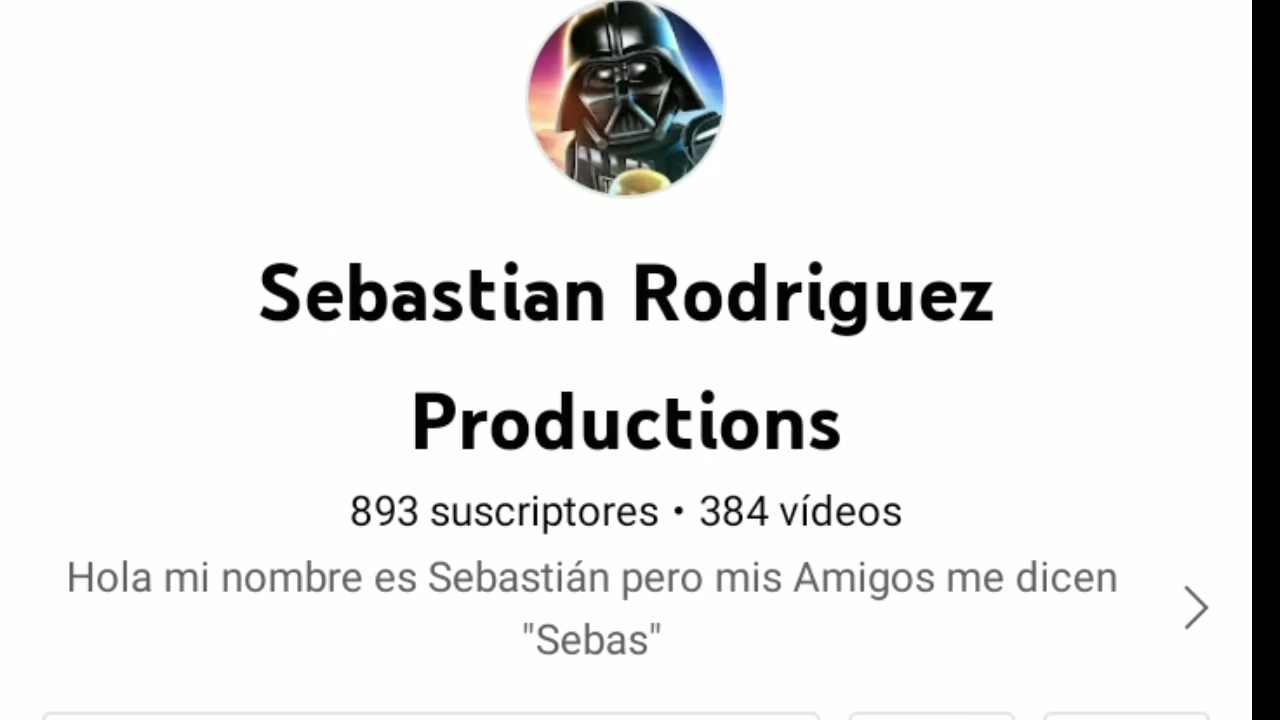 Sebastian Rodriguez
Productions
893 suscriptores • 384 vídeos
Hola mi nombre es Sebastián pero mis Amigos me dicen
"Sebas"